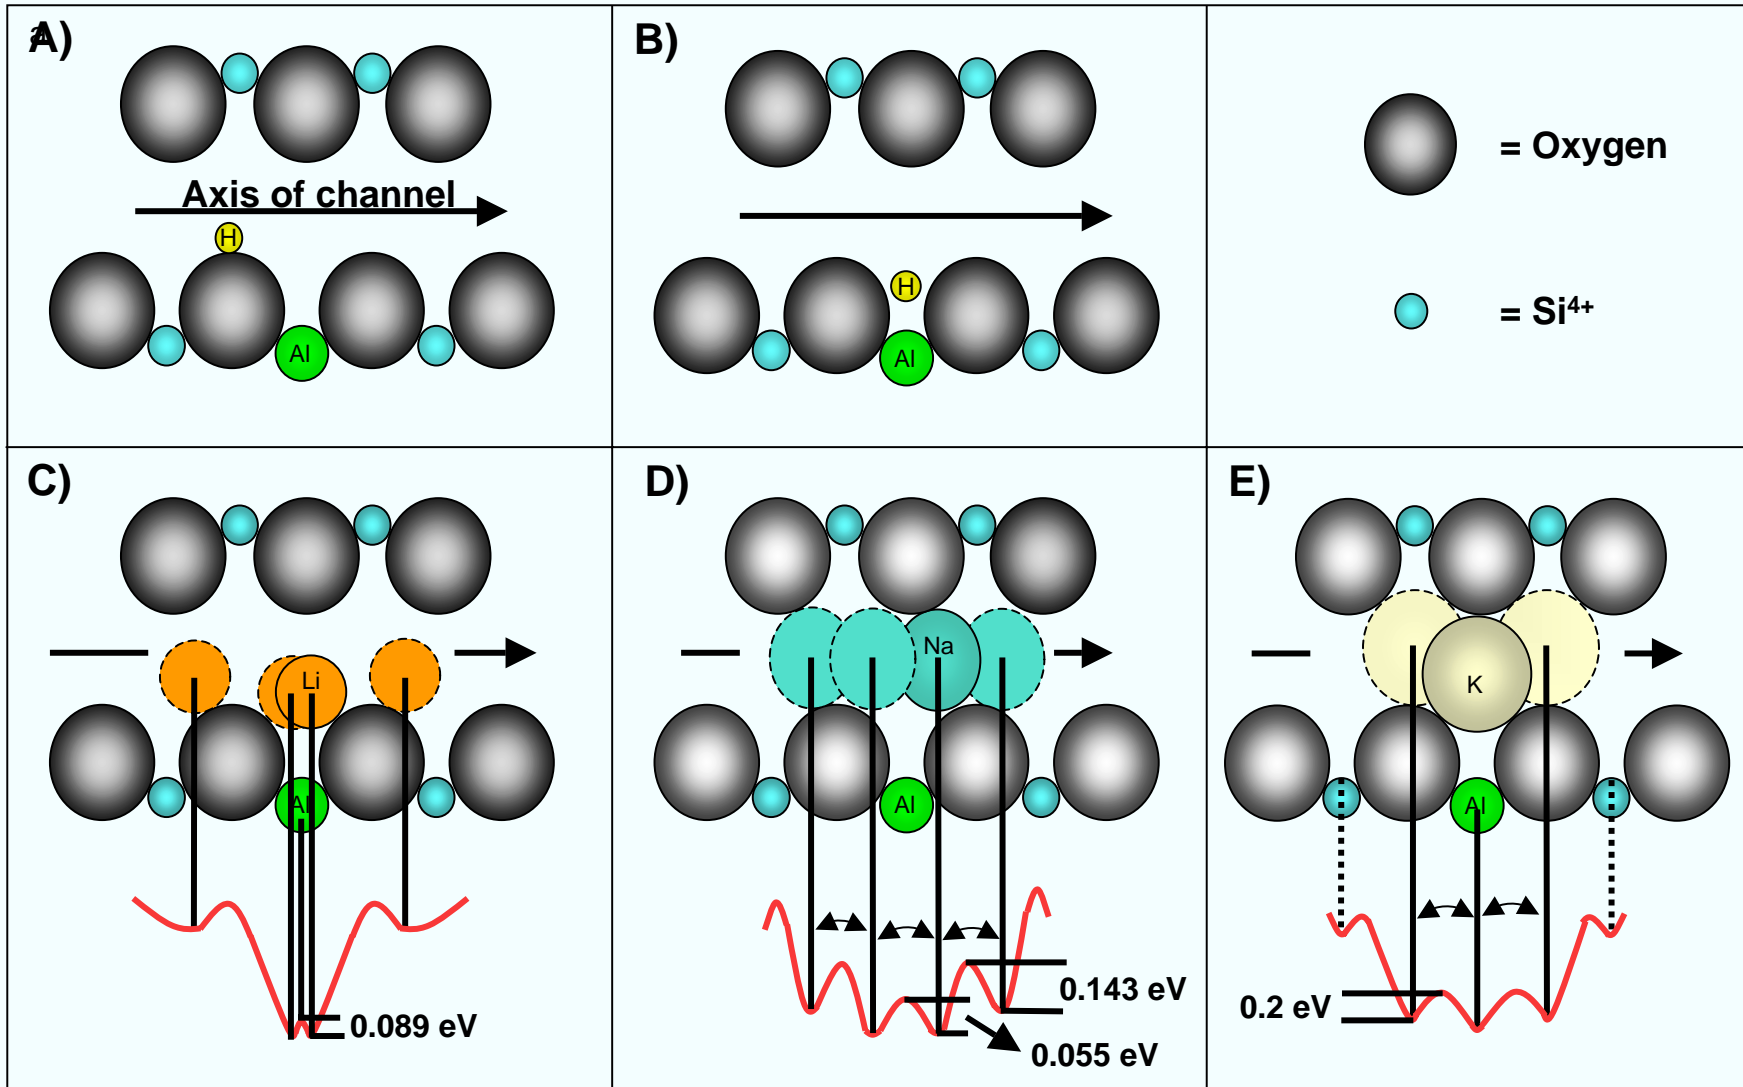 A)
Axis of channel
H
Al
B)
H
Al
= Oxygen
= Si4+
C)
Li
Al
0.089 eV
D)
Na
Al
0.143 eV
0.055 eV
E)
K
Al
0.2 eV